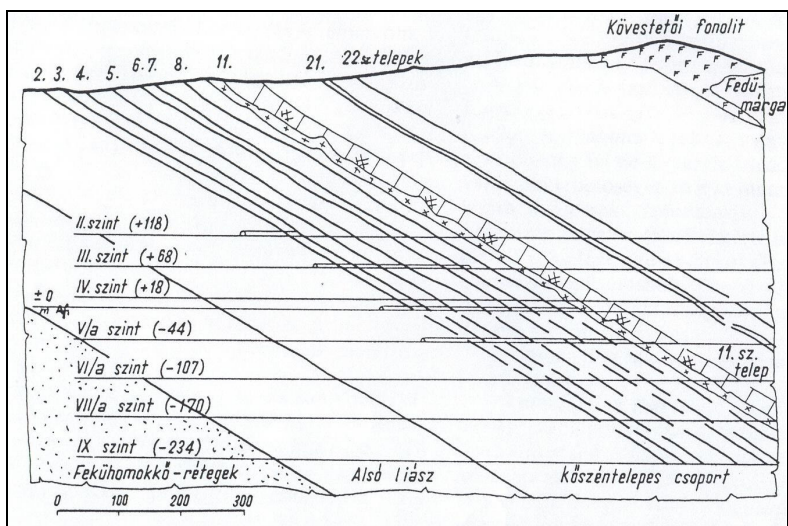 Kövestetői fonolit
2. 3. 4. 5. 6. 7. 8. 11. 21. 22 sz. telepek
Fedü-
márga
II. szint (+118)
III. szint (+68)
IV. szint (+18)
±0
m Af.
V/a szint (-44)
11. sz.
telep
VI/a szint (-107)
VII/a szint (-170)
IX szint (-234)
Fekühomokkő-rétegek Alsó liász Kőszéntelepes csoport
0 100 200 300